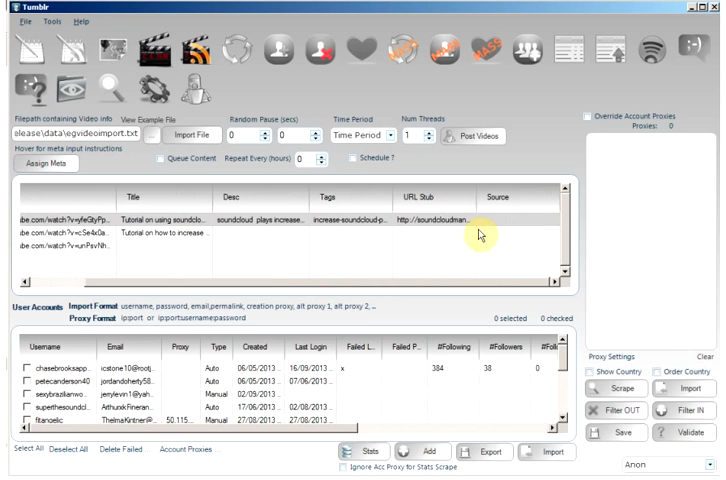 Tumblr
File Tools Help
MASS MASS MASS
Filepath containing Video info View Example File Random Pause (secs) Time Period Num Threads
elease\data\egvideoimport.txt ... Import File 0 0 Time Period 1 Post Videos
Hover for meta input instructions
Assign Meta Queue Content Repeat Every (hours) 0 Schedule ?
Title Desc Tags URL Stub Source
be.com/watch?v=yfeGtyPp... Tutorial on using soundclo... soundcloud plays increase... increase-soundcloud-p... http://soundcloudman...
be.com/watch?v=cSe4x0a.. Tutorial on how to increase ...
be.com/watch?v=unPsvNh..
User Accounts Import Format username, password, email,permalink, creation proxy, alt proxy 1, alt proxy 2, ..
Proxy Format ip:port or ip:port:username:password 0 selected 0 checked
Username Email Proxy Type Created Last Login Failed L... Failed P... #Following #Followers #Foll
chasebrooksapp.. icstone10@rootj.. Auto 06/05/2013 .. 16/09/2013 .. x 384 38 0
petecanderson40 jordandoherty58.. Auto 06/05/2013 .. 07/06/2013 ..
sexybrazilianwo.. jerrylevin1@yah.. Manual 02/09/2013 ..
superthesoundcl.. Auto 17/06/2013 .. 02/08/2013 ..
50.115.... Manual 27/08/2013 .. 27/08/2013 ..
Select All Deselect All Delete Failed .. Account Proxies .. Stats Add Export Import
Ignore Acc Proxy for Stats Scrape
Override Account Proxies
Proxies: 0
Proxy Settings Clear
Show Country Order Country
Scrape Import
Filter OUT Filter IN
Save Validate
Anon